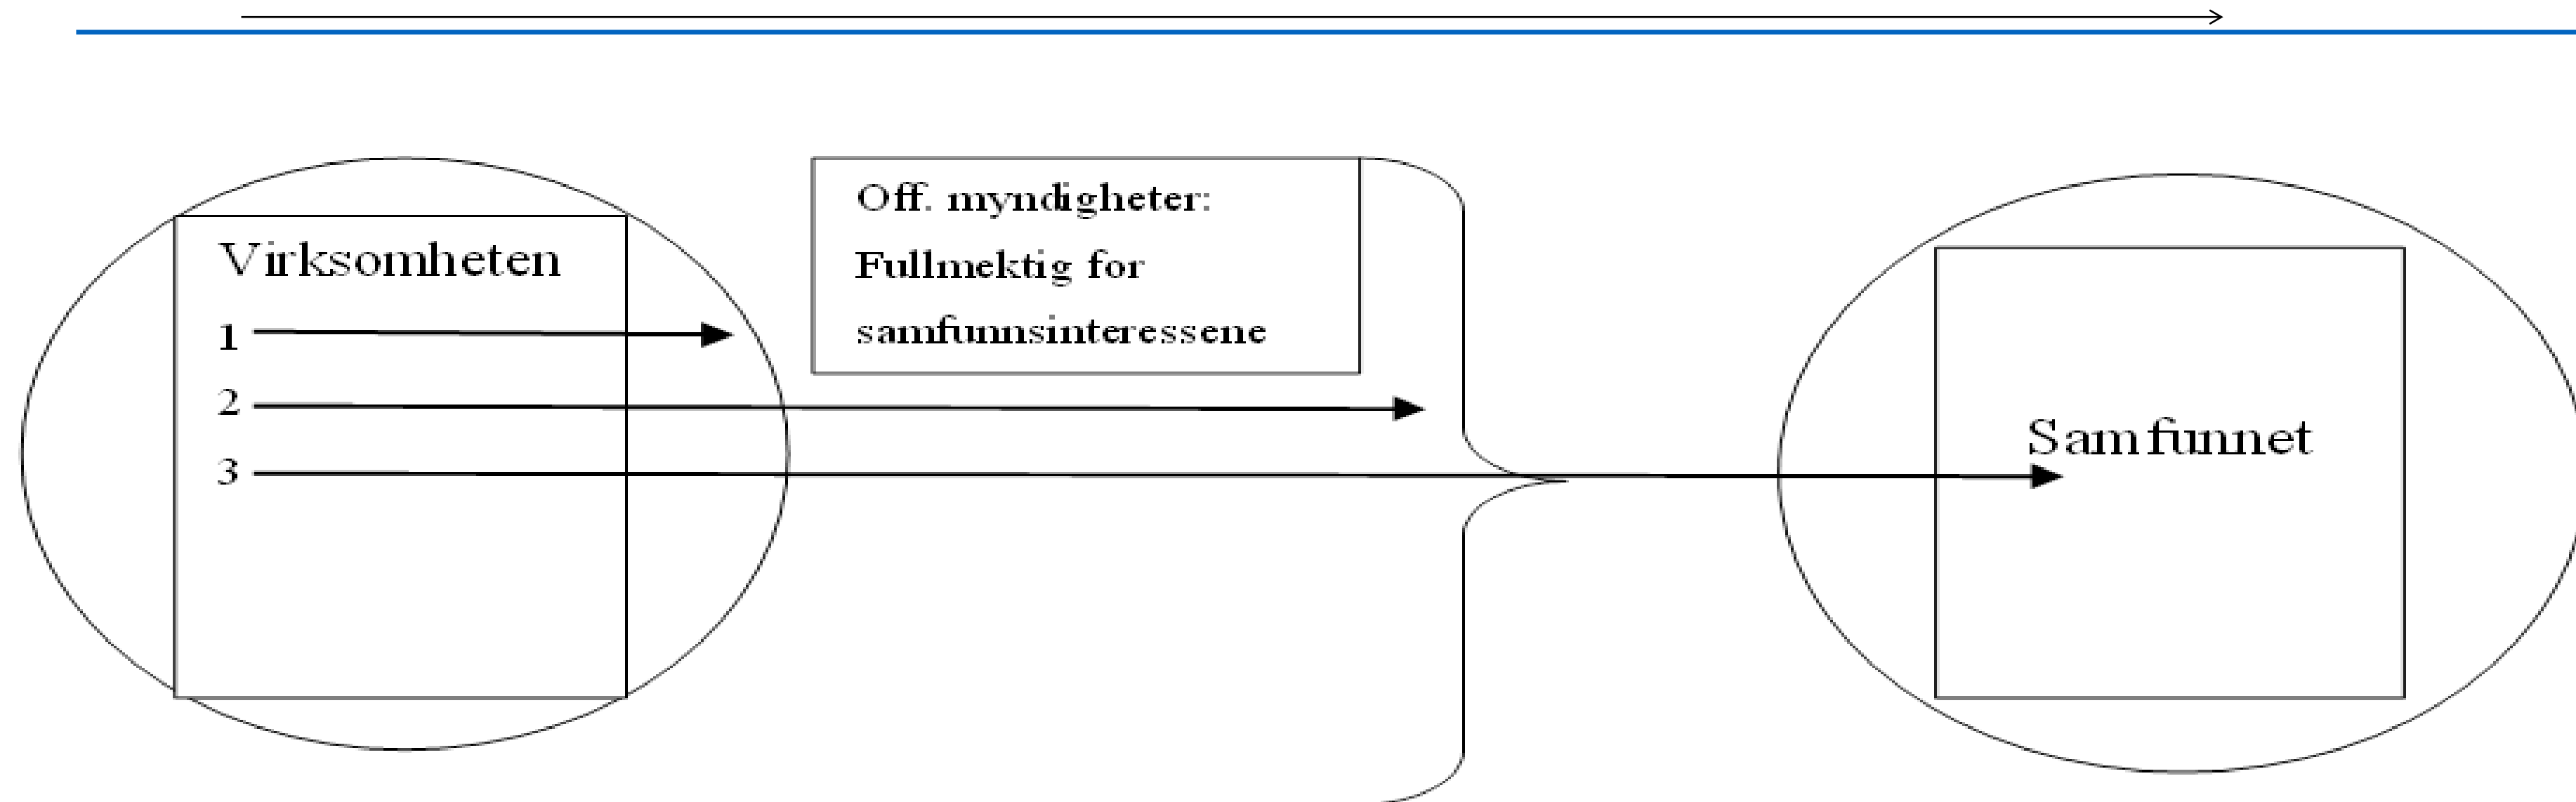 Virksomheten
1
2
3
Off. myndigheter:
Fullmektig for
samfunnsinteressene
Samfunnet